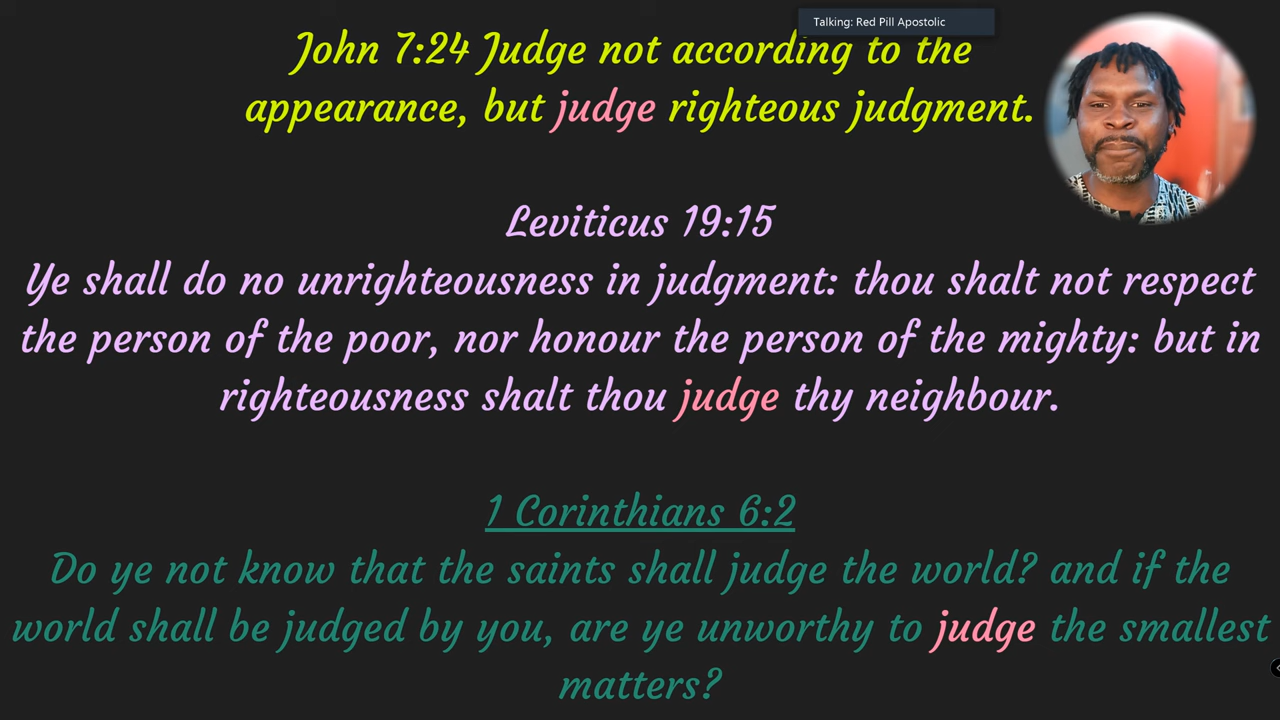 Talking: Red Pill Apostolic
John 7:24 Judge not according to the
appearance, but judge righteous judgment.
Leviticus 19:15
Ye shall do no unrighteousness in judgment: thou shalt not respect
the person of the poor, nor honour the person of the mighty: but in
righteousness shalt thou judge thy neighbour.
1 Corinthians 6:2
Do ye not know that the saints shall judge the world? and if the
world shall be judged by you, are ye unworthy to judge the smallest
matters?